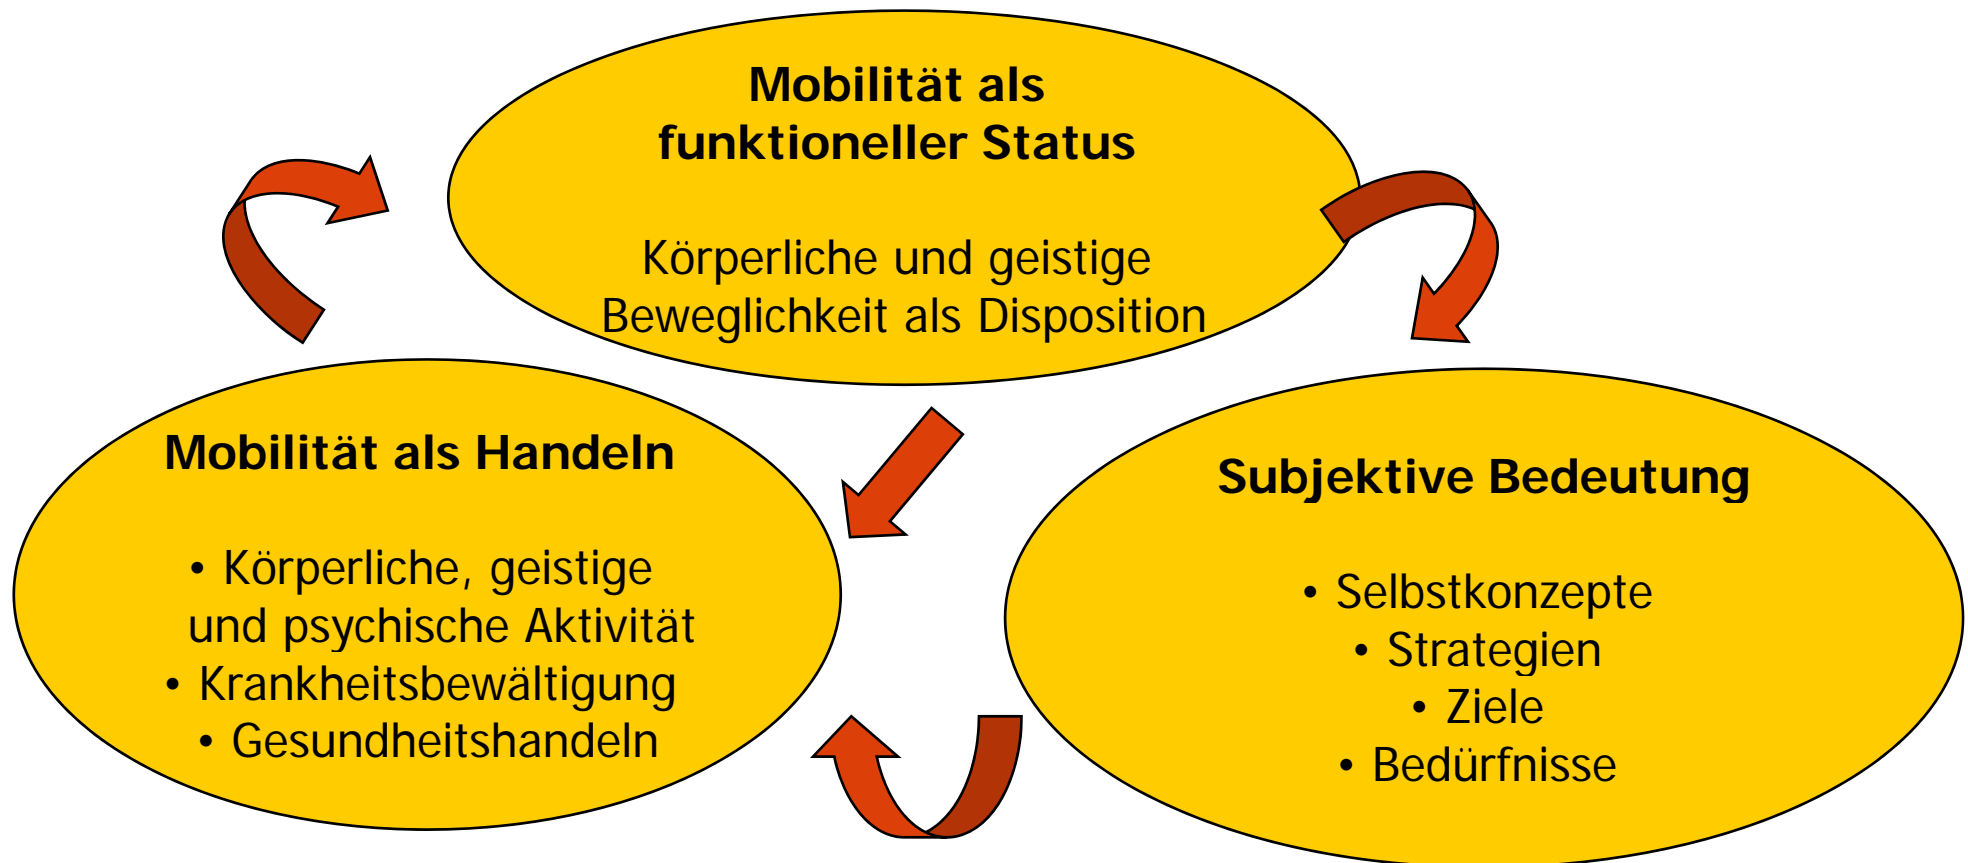 Mobilität als
funktioneller Status
Körperliche und geistige
Beweglichkeit als Disposition
Mobilität als Handeln
• Körperliche, geistige
und psychische Aktivität
• Krankheitsbewältigung
• Gesundheitshandeln
Subjektive Bedeutung
• Selbstkonzepte
• Strategien
• Ziele
• Bedürfnisse